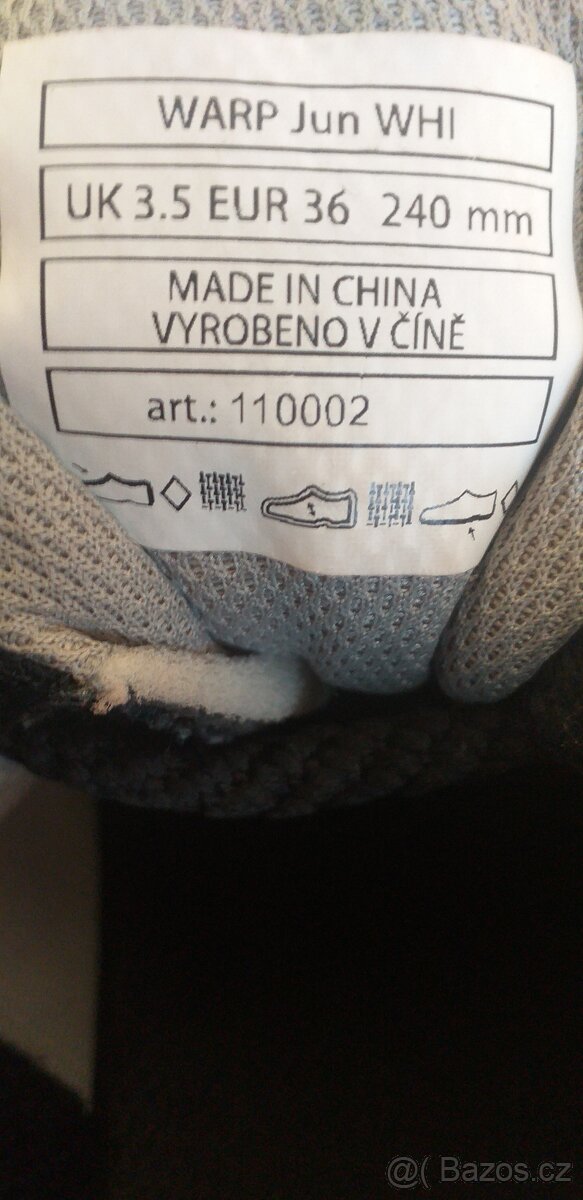 WARP Jun WHI
UK 3.5 EUR 36 240 mm
MADE IN CHINA
VYROBENO V ČÍNĚ
art.: 110002
@( Bazos.cz